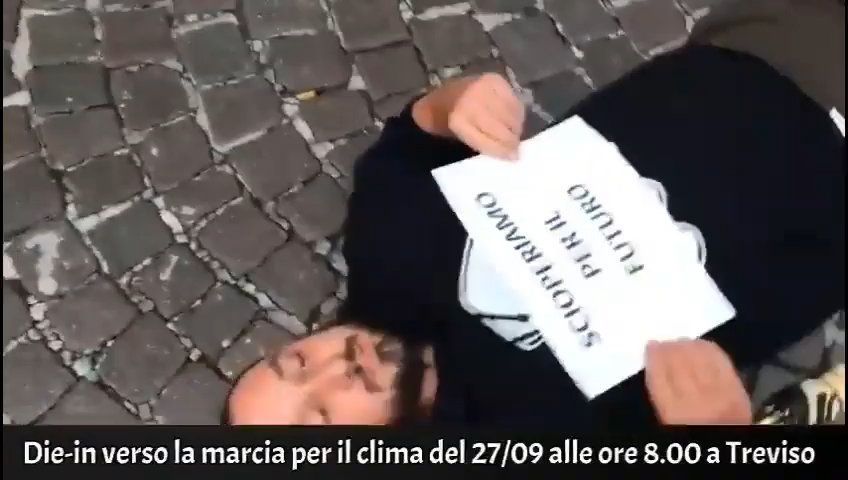 SCIOPERIAMO
PER IL
FUTURO
Die-in verso la marcia per il clima del 27/09 alle ore 8.00 a Treviso